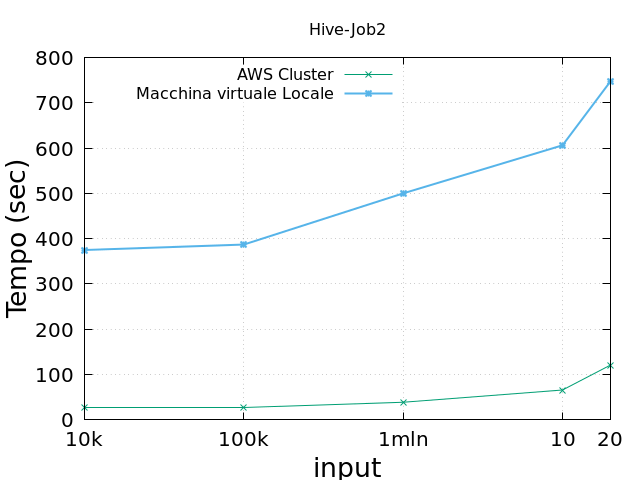 Hive-Job2
AWS Cluster
Macchina virtuale Locale
Tempo (sec)
800
700
600
500
400
300
200
100
0
10k 100k 1mln 10 20
input